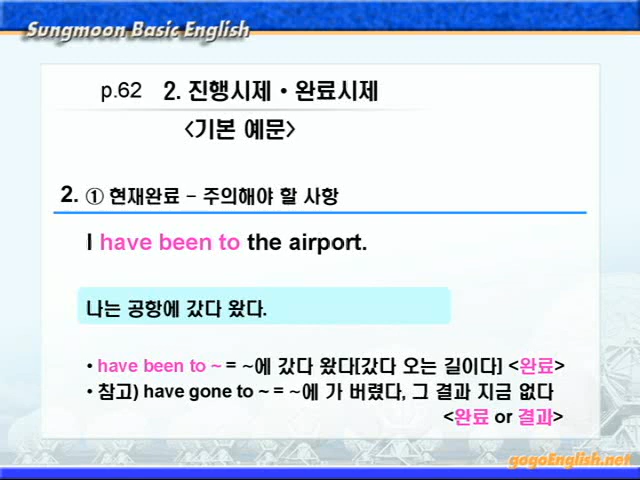 Sungmoon Basic English
p.62 2. 진행시제・완료시제
<기본 예문>
2. ① 현재완료 - 주의해야 할 사항
I have been to the airport.
나는 공항에 갔다 왔다.
• have been to ~ = ~에 갔다 왔다[갔다 오는 길이다] <완료>
• 참고) have gone to ~ = ~에 가 버렸다, 그 결과 지금 없다
<완료 or 결과>
gogoEnglish.net